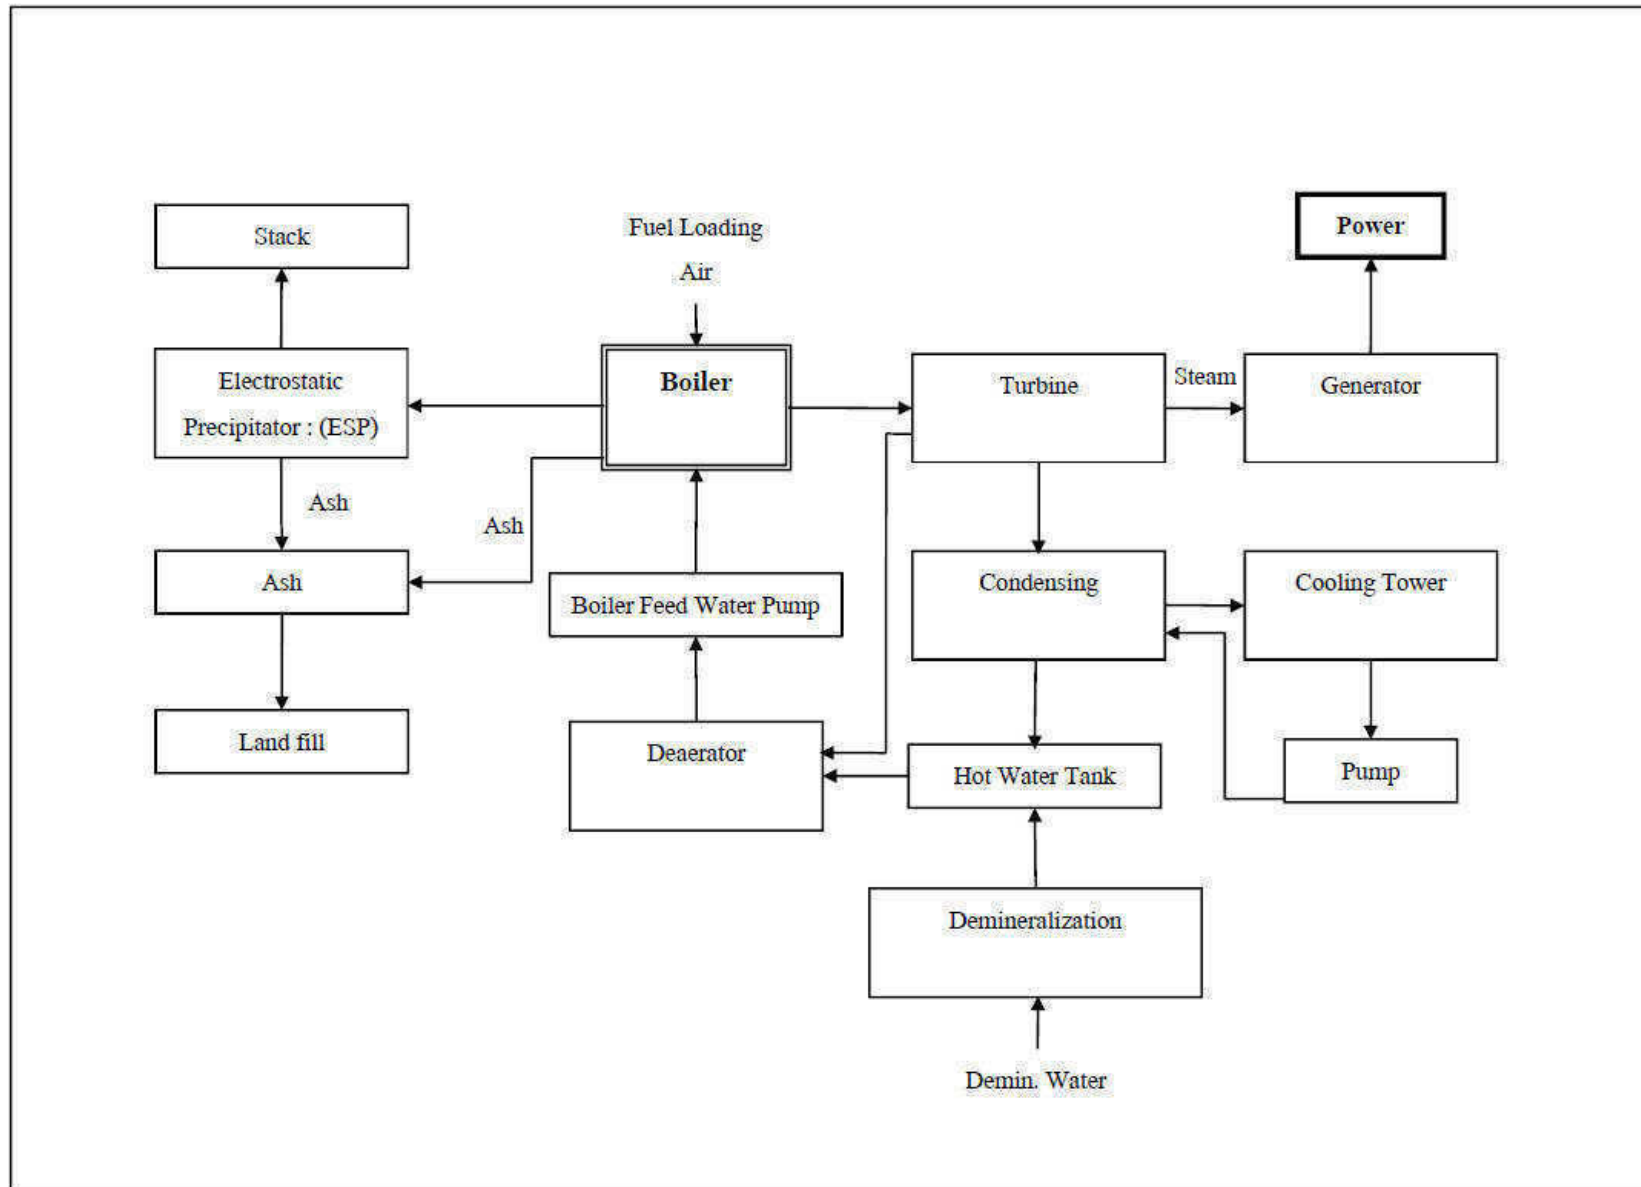 Stack
Fuel Loading
Air
Power
Electrostatic
Precipitator : (ESP)
Boiler
Turbine
Steam
Generator
Ash
Ash
Ash
Boiler Feed Water Pump
Condensing
Cooling Tower
Land fill
Deaerator
Hot Water Tank
Pump
Demineralization
Demin. Water